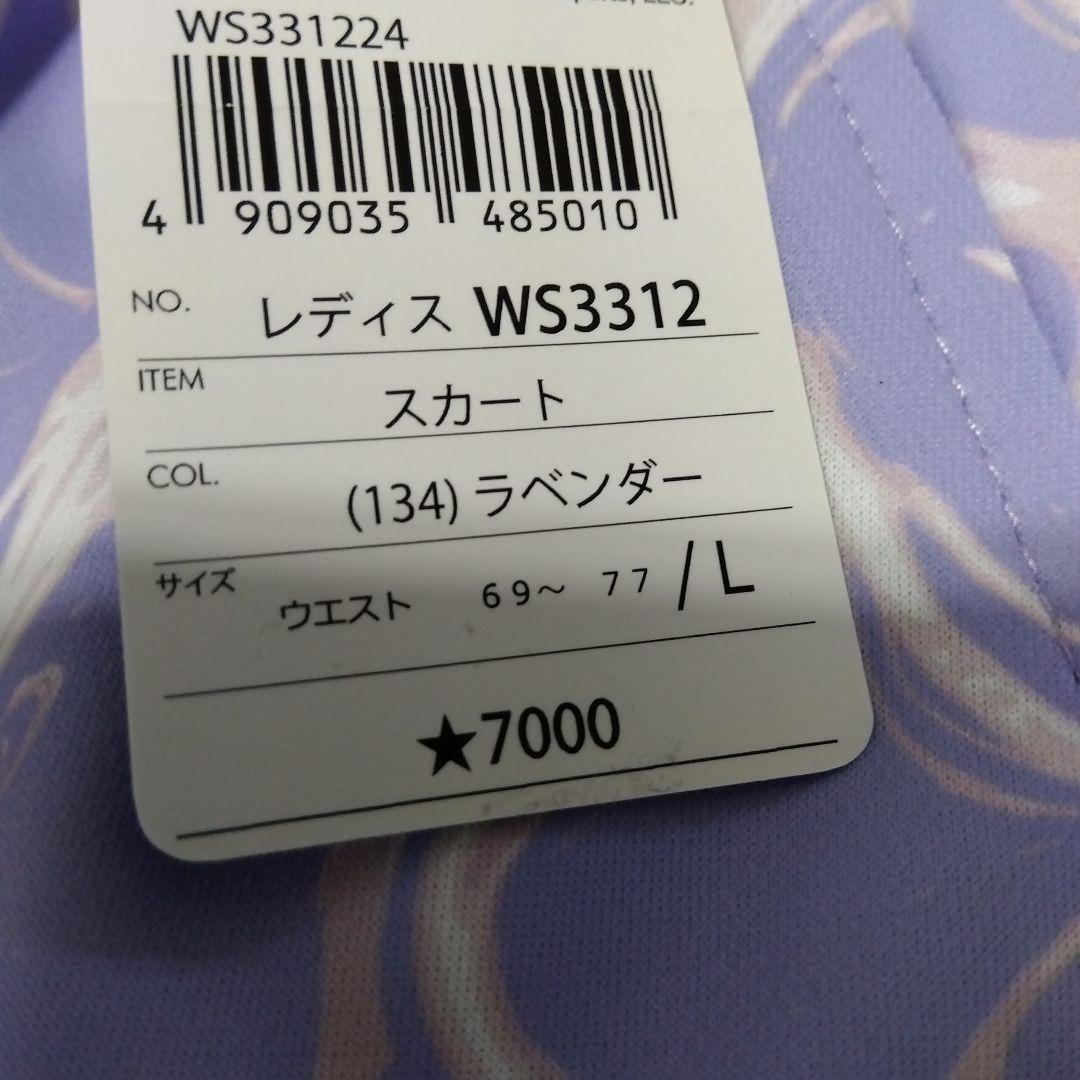 WS331224
4 909035 485010
NO. レディス WS3312
ITEM スカート
COL. (134) ラベンダー
サイズ ウエスト 69～ 77 / L
★7000